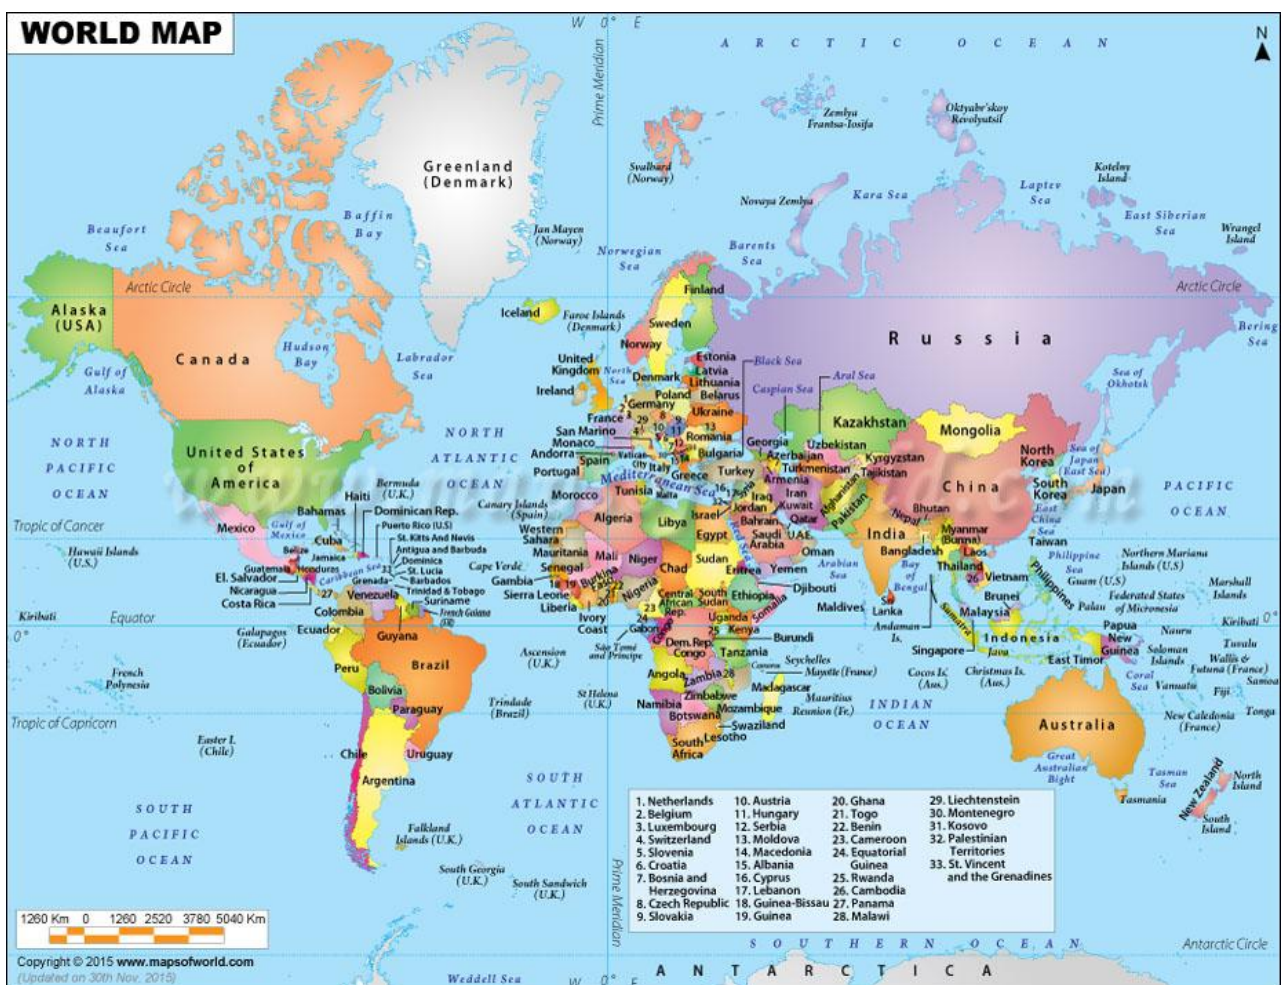 WORLD MAP
W 0° E
Prime Meridian
N
A R C T I C O C E A N
Greenland
(Denmark)
Svalbard
(Norway)
Zemlya
Frantsa-Iosifa
Oktyabr'skoy
Revolyutsii
Kotelny
Island
Novaya Zemlya
Kara Sea
Laptev
Sea
East Siberian
Sea
Wrangel
Island
Beaufort
Sea
Baffin
Bay
Jan Mayen
(Norway)
Norwegian
Sea
Barents
Sea
Arctic Circle
Arctic Circle
Alaska
(USA)
Canada
Hudson
Bay
Labrador
Sea
Gulf of
Alaska
Iceland
Faroe Islands
(Denmark)
Finland
Sweden
Norway
Russia
Bering
Sea
Sea of
Okhotsk
United
Kingdom
North
Sea
Ireland
Denmark
Estonia
Latvia
Lithuania
Poland
Belarus
Germany
Ukraine
France
Black Sea
Caspian Sea
Aral Sea
Kazakhstan
Mongolia
San Marino
Monaco
Andorra
Portugal
Spain
Vatican
City
Italy
Romania
Bulgaria
Greece
Georgia
Azerbaijan
Armenia
Turkey
Uzbekistan
Turkmenistan
Kyrgyzstan
Tajikistan
North
Korea
South
Korea
Sea of
Japan
(East Sea)
Japan
China
NORTH
PACIFIC
OCEAN
United States
of
America
NORTH
ATLANTIC
OCEAN
PACIFIC
OCEAN
Mediterranean Sea
Malta
Morocco
Tunisia
Algeria
Libya
Egypt
Israel
Jordan
Syria
Iraq
Iran
Kuwait
Bahrain
Qatar
Saudi
Arabia
U.A.E.
Oman
Yemen
Red Sea
Afghanistan
Pakistan
India
Nepal
Bhutan
Bangladesh
Myanmar
(Burma)
Laos
Thailand
Vietnam
East
China
Sea
Taiwan
Philippine
Sea
Philippines
Tropic of Cancer
Hawaii Islands
(U.S.)
Mexico
Gulf of
Mexico
Bermuda
(U.K.)
Bahamas
Haiti
Dominican Rep.
Puerto Rico (U.S)
St. Kitts And Nevis
Antigua and Barbuda
Dominica
St. Lucia
Barbados
Grenada
Trinidad & Tobago
Cuba
Jamaica
Belize
Guatemala
Honduras
El. Salvador
Nicaragua
Costa Rica
Caribbean Sea
33
27
Canary Islands
(Spain)
Western
Sahara
Mauritania
Cape Verde
Senegal
Gambia
Sierra Leone
Liberia
Ivory
Coast
Mali
Burkina
Faso
Niger
Nigeria
Chad
Sudan
South
Sudan
Eritrea
Djibouti
Ethiopia
Somalia
Central
African
Rep.
Gabon
Congo
Dem. Rep.
Congo
Uganda
Kenya
Burundi
Tanzania
São Tomé
and Príncipe
Arabian
Sea
Bay
of
Bengal
Maldives
Sri
Lanka
Andaman
Is.
Malaysia
Brunei
Singapore
Sumatra
Indonesia
Java
East Timor
Papua
New
Guinea
Northern Mariana
Islands (U.S)
Guam (U.S)
Palau
Federated States
of Micronesia
Marshall
Islands
Nauru
Kiribati
Solomon
Islands
Tuvalu
Wallis &
Futuna (France)
Samoa
Vanuatu
Fiji
Tonga
New Caledonia
(France)
Coral
Sea
Kiribati
0°
Equator
0°
Venezuela
Colombia
Guyana
Suriname
French Guiana
Ecuador
Galapagos
(Ecuador)
Peru
Brazil
Bolivia
Paraguay
Uruguay
Chile
Argentina
French
Polynesia
Tropic of Capricorn
Easter I.
(Chile)
Ascension
(U.K.)
St Helena
(U.K.)
Trindade
(Brazil)
Angola
Zambia
Zimbabwe
Namibia
Botswana
Mozambique
Swaziland
Lesotho
South
Africa
Madagascar
Comoros
Seychelles
Mayotte (France)
Mauritius
Reunion (Fr.)
INDIAN
OCEAN
Cocos Is.
(Aus.)
Christmas Is.
(Aus.)
Australia
Great
Australian
Bight
Tasmania
Tasman
Sea
New Zealand
North
Island
South
Island
SOUTH
PACIFIC
OCEAN
SOUTH
ATLANTIC
OCEAN
Falkland
Islands (U.K.)
South Georgia
(U.K.)
South Sandwich
(U.K.)
1. Netherlands
2. Belgium
3. Luxembourg
4. Switzerland
5. Slovenia
6. Croatia
7. Bosnia and
Herzegovina
8. Czech Republic
9. Slovakia
10. Austria
11. Hungary
12. Serbia
13. Moldova
14. Macedonia
15. Albania
16. Cyprus
17. Lebanon
18. Guinea-Bissau
19. Guinea
20. Ghana
21. Togo
22. Benin
23. Cameroon
24. Equatorial
Guinea
25. Rwanda
26. Cambodia
27. Panama
28. Malawi
29. Liechtenstein
30. Montenegro
31. Kosovo
32. Palestinian
Territories
33. St. Vincent
and the Grenadines
Prime Meridian
1260 Km 0 1260 2520 3780 5040 Km
Copyright © 2015 www.mapsofworld.com
(Updated on 30th Nov, 2015)
Weddell Sea
W 0° E
SOUTHERN OCEAN
Antarctic Circle
ANTARCTICA